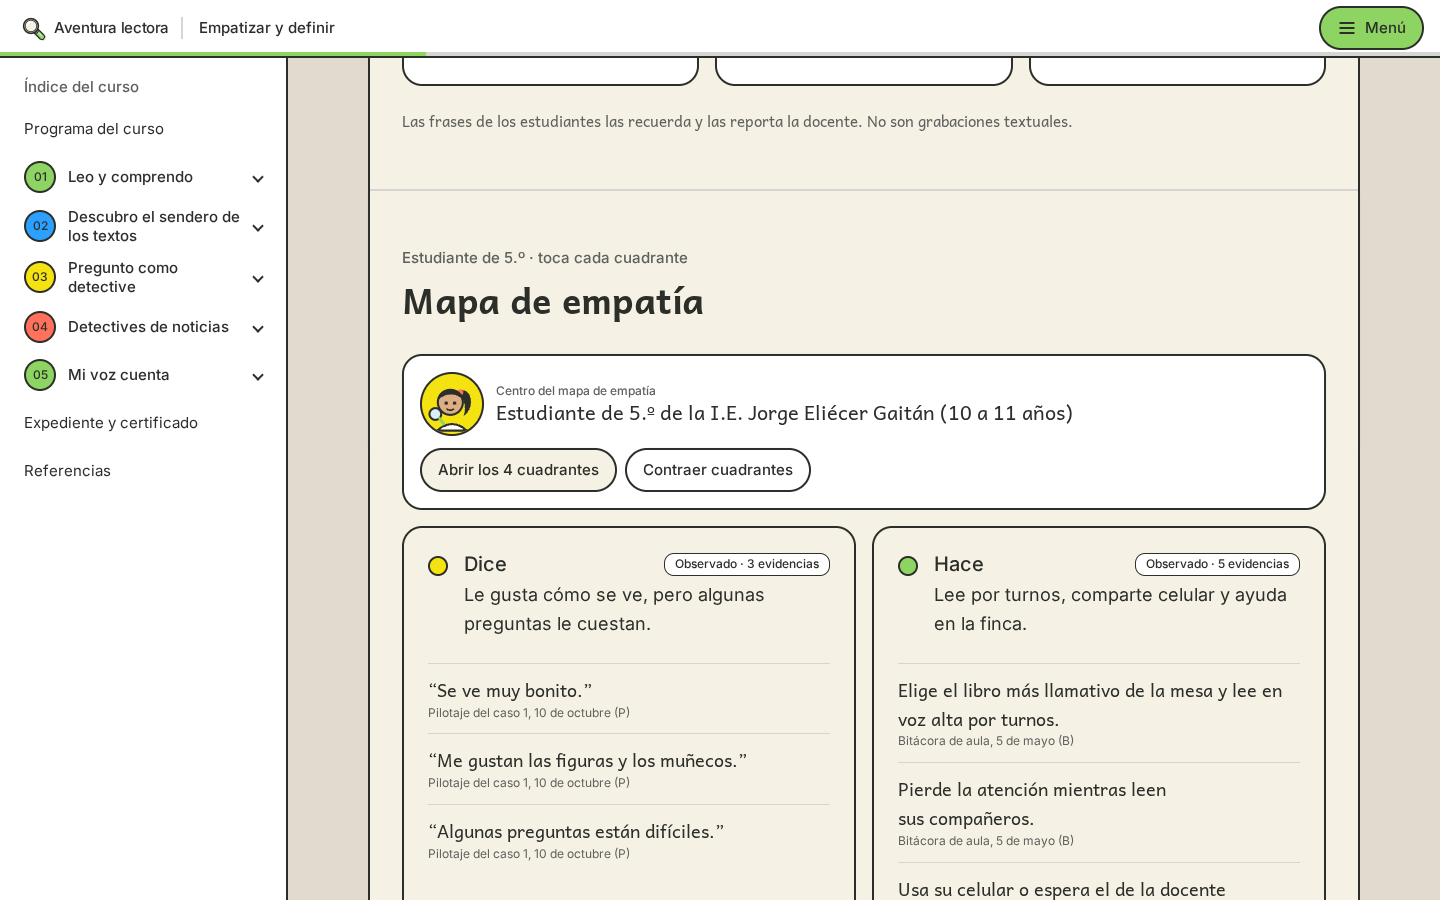 Aventura lectora
Empatizar y definir
Menú
Índice del curso
Programa del curso
01 Leo y comprendo
02 Descubro el sendero de
los textos
03 Pregunto como
detective
04 Detectives de noticias
05 Mi voz cuenta
Expediente y certificado
Referencias
Las frases de los estudiantes las recuerda y las reporta la docente. No son grabaciones textuales.
Estudiante de 5.º · toca cada cuadrante
Mapa de empatía
Centro del mapa de empatía
Estudiante de 5.º de la I.E. Jorge Eliécer Gaitán (10 a 11 años)
Abrir los 4 cuadrantes
Contraer cuadrantes
Dice
Observado · 3 evidencias
Le gusta cómo se ve, pero algunas
preguntas le cuestan.
“Se ve muy bonito.”
Pilotaje del caso 1, 10 de octubre (P)
“Me gustan las figuras y los muñecos.”
Pilotaje del caso 1, 10 de octubre (P)
“Algunas preguntas están difíciles.”
Pilotaje del caso 1, 10 de octubre (P)
Hace
Observado · 5 evidencias
Lee por turnos, comparte celular y ayuda
en la finca.
Elige el libro más llamativo de la mesa y lee en
voz alta por turnos.
Bitácora de aula, 5 de mayo (B)
Pierde la atención mientras leen
sus compañeros.
Bitácora de aula, 5 de mayo (B)
Usa su celular o espera el de la docente